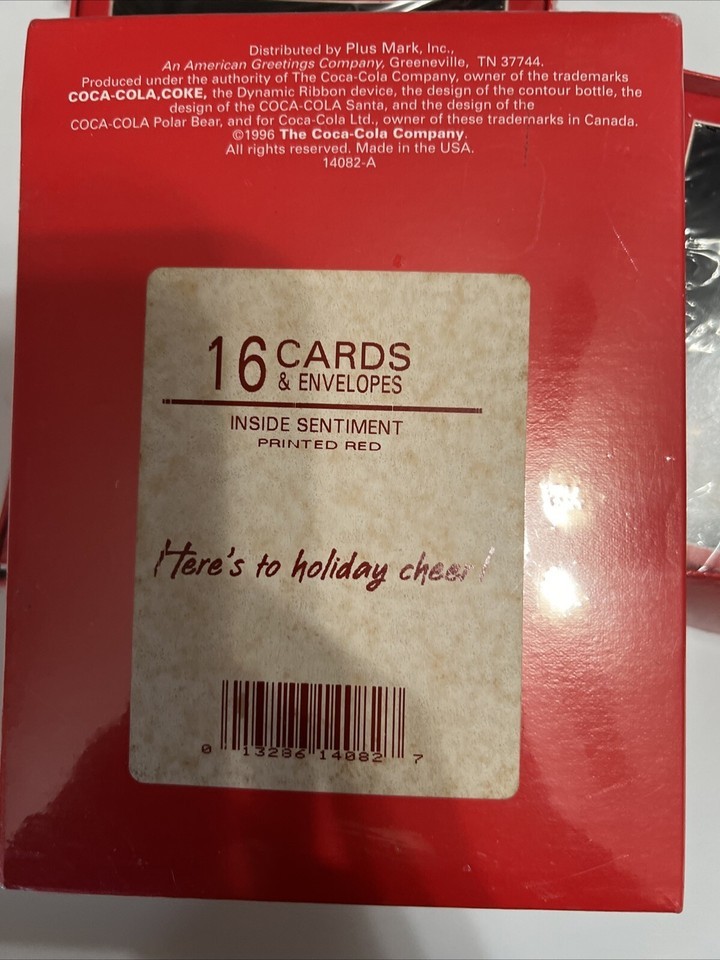 Distributed by Plus Mark, Inc.,
An American Greetings Company, Greeneville, TN 37744.
Produced under the authority of The Coca-Cola Company, owner of the trademarks
COCA-COLA,COKE, the Dynamic Ribbon device, the design of the contour bottle, the
design of the COCA-COLA Santa, and the design of the
COCA-COLA Polar Bear, and for Coca-Cola Ltd., owner of these trademarks in Canada.
©1996 The Coca-Cola Company.
All rights reserved. Made in the USA.
14082-A
16 CARDS
& ENVELOPES
INSIDE SENTIMENT
PRINTED RED
Here's to holiday cheer!
0 13286 14082 7